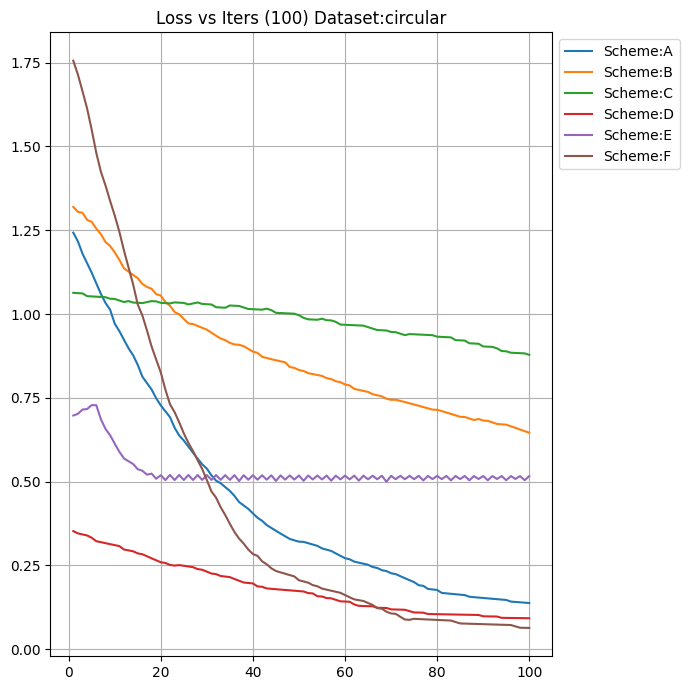 Loss vs Iters (100) Dataset:circular
1.75
1.50
1.25
1.00
0.75
0.50
0.25
0.00
0 20 40 60 80 100
Scheme:A
Scheme:B
Scheme:C
Scheme:D
Scheme:E
Scheme:F